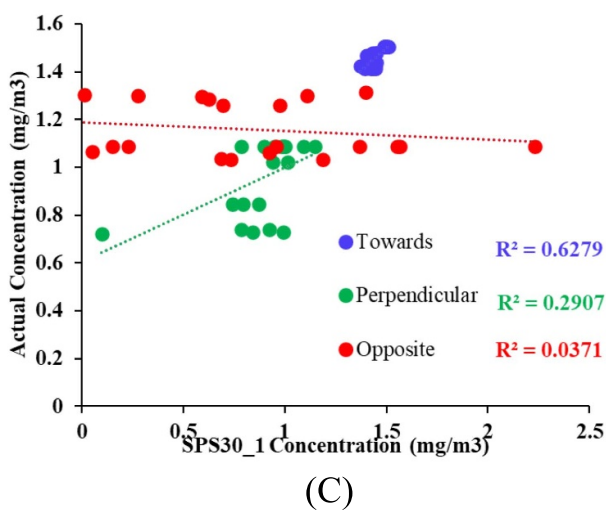 1.6
1.4
1.2
1
0.8
0.6
0.4
0.2
0
Actual Concentration (mg/m3)
Towards R² = 0.6279
Perpendicular R² = 0.2907
Opposite R² = 0.0371
0 0.5 1 1.5 2 2.5
SPS30_1 Concentration (mg/m3)
(C)